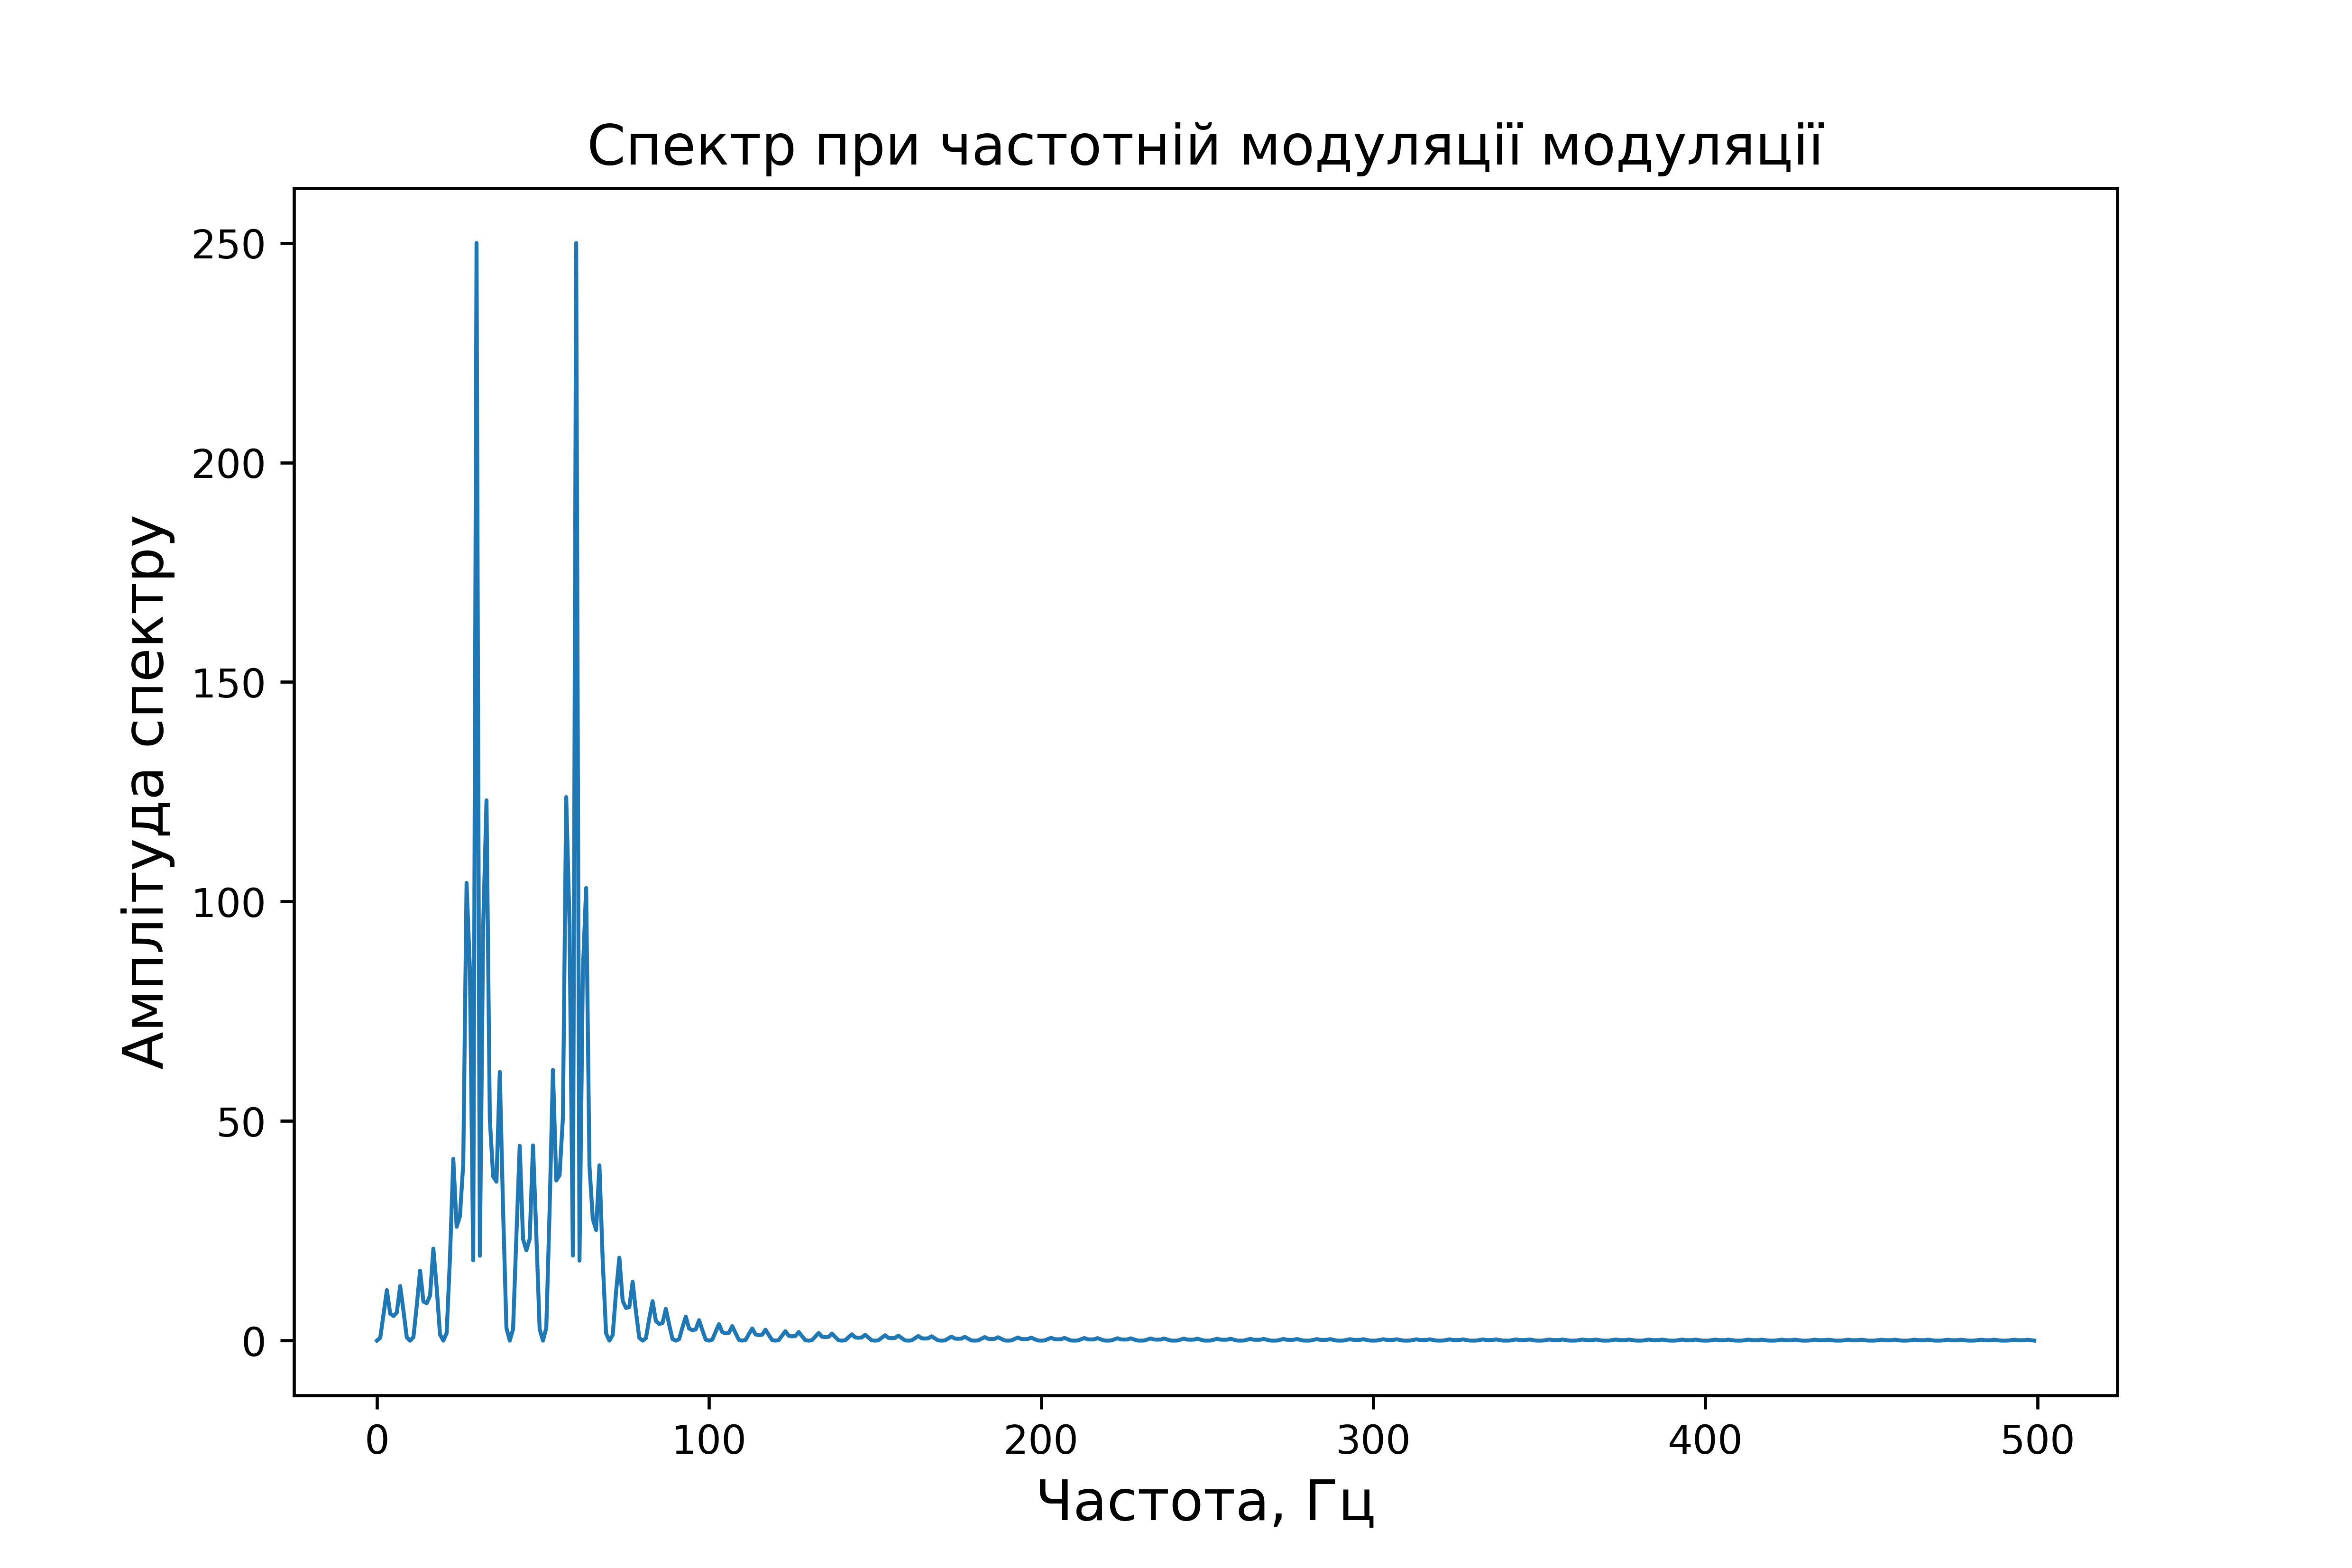 Спектр при частотній модуляції модуляції
Амплітуда спектру
250
200
150
100
50
0
0 100 200 300 400 500
Частота, Гц